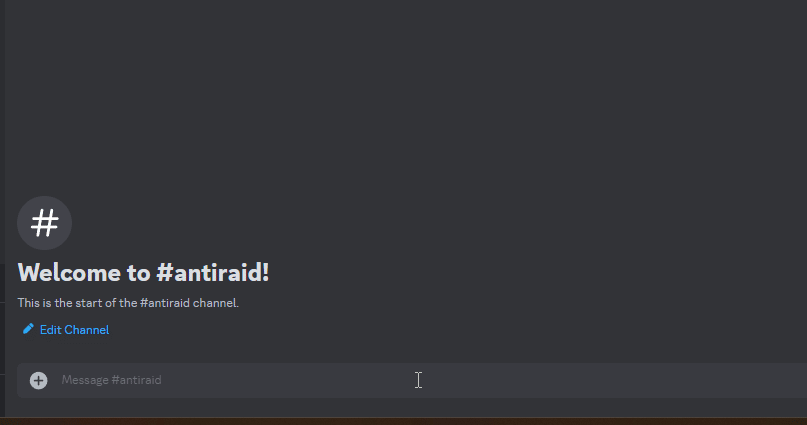 #
Welcome to #antiraid!
This is the start of the #antiraid channel.
Edit Channel
Message #antiraid